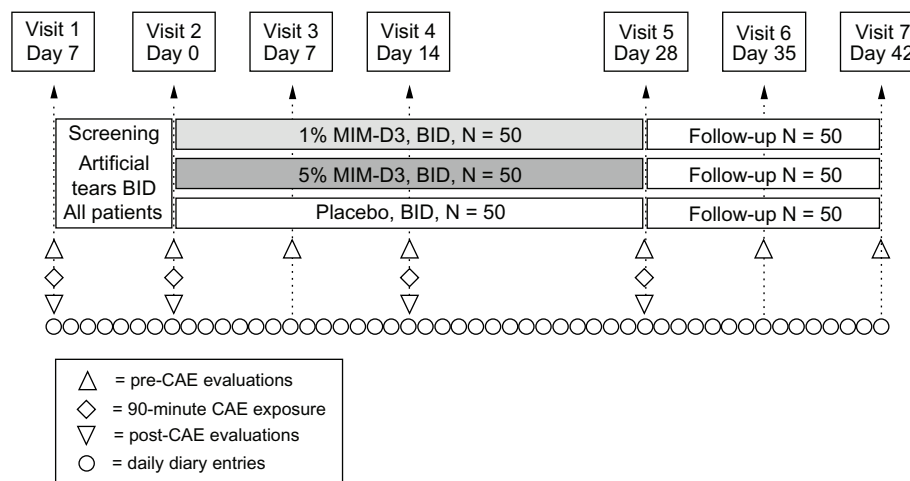 Visit 1
Day 7
Visit 2
Day 0
Visit 3
Day 7
Visit 4
Day 14
Visit 5
Day 28
Visit 6
Day 35
Visit 7
Day 42
Screening
Artificial
tears BID
All patients
1% MIM-D3, BID, N = 50
5% MIM-D3, BID, N = 50
Placebo, BID, N = 50
Follow-up N = 50
Follow-up N = 50
Follow-up N = 50
= pre-CAE evaluations
= 90-minute CAE exposure
= post-CAE evaluations
= daily diary entries